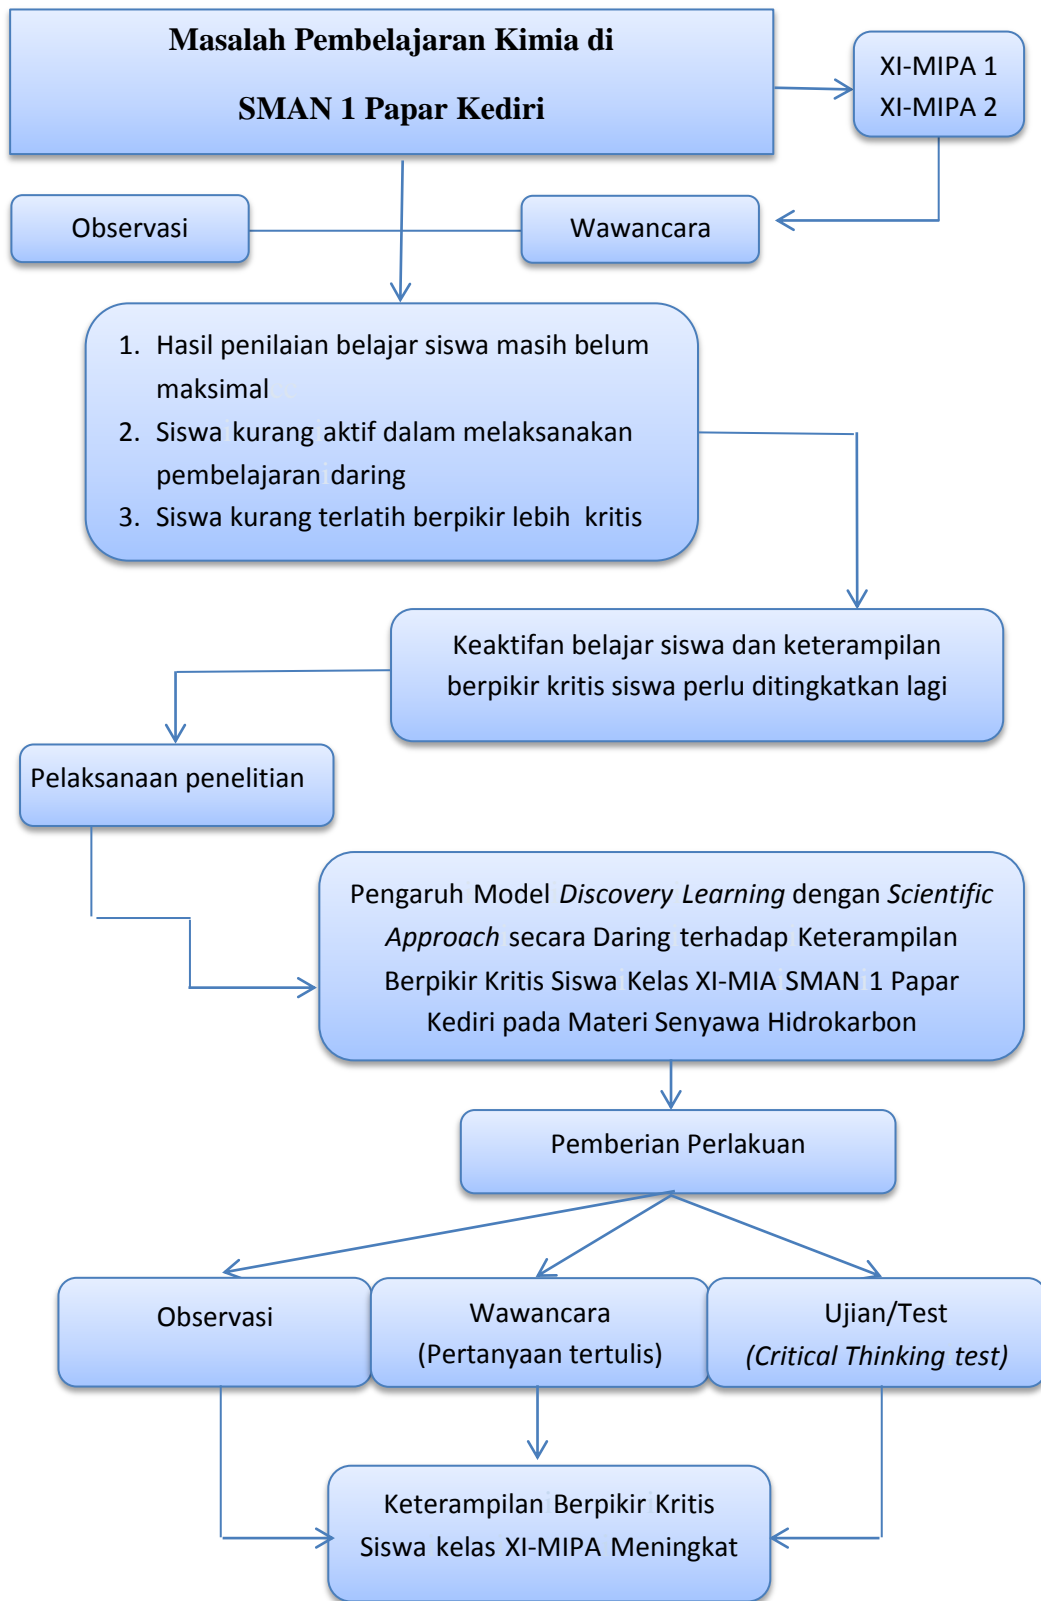 Masalah Pembelajaran Kimia di
SMAN 1 Papar Kediri
XI-MIPA 1
XI-MIPA 2
Observasi
Wawancara
1. Hasil penilaian belajar siswa masih belum
maksimal
2. Siswa kurang aktif dalam melaksanakan
pembelajaran daring
3. Siswa kurang terlatih berpikir lebih kritis
Keaktifan belajar siswa dan keterampilan
berpikir kritis siswa perlu ditingkatkan lagi
Pelaksanaan penelitian
Pengaruh Model Discovery Learning dengan Scientific
Approach secara Daring terhadap Keterampilan
Berpikir Kritis Siswa Kelas XI-MIA SMAN 1 Papar
Kediri pada Materi Senyawa Hidrokarbon
Pemberian Perlakuan
Observasi
Wawancara
(Pertanyaan tertulis)
Ujian/Test
(Critical Thinking test)
Keterampilan Berpikir Kritis
Siswa kelas XI-MIPA Meningkat